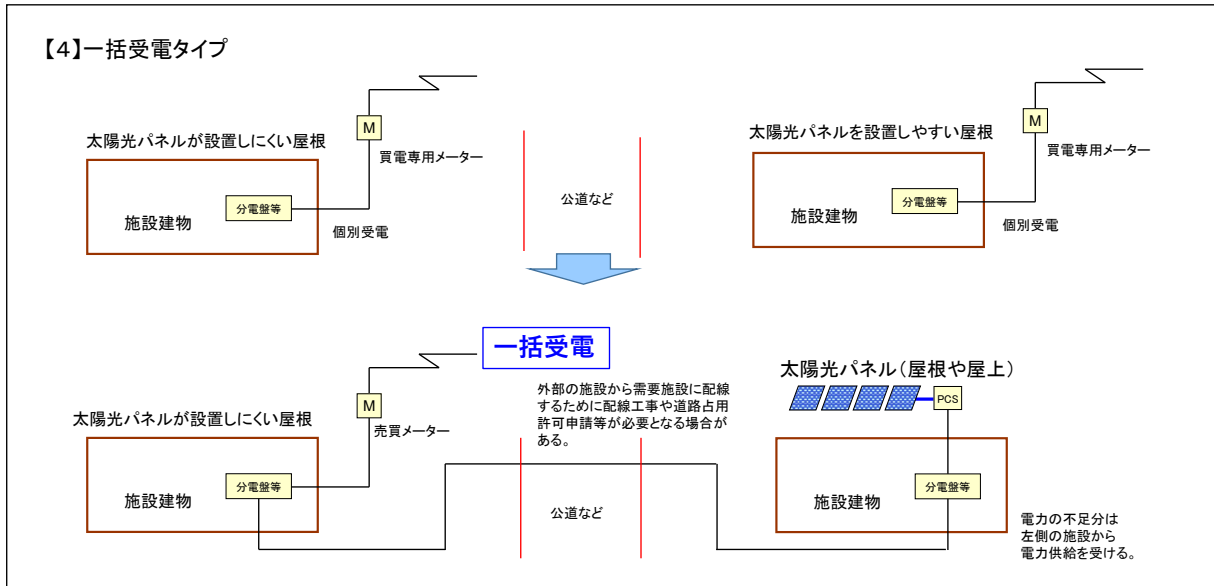 【4】一括受電タイプ
太陽光パネルが設置しにくい屋根
M
買電専用メーター
施設建物
分電盤等
個別受電
公道など
太陽光パネルを設置しやすい屋根
M
買電専用メーター
施設建物
分電盤等
個別受電
一括受電
太陽光パネルが設置しにくい屋根
M
売買メーター
施設建物
分電盤等
外部の施設から需要施設に配線
するために配線工事や道路占用
許可申請等が必要となる場合が
ある。
公道など
太陽光パネル(屋根や屋上)
PCS
施設建物
分電盤等
電力の不足分は
左側の施設から
電力供給を受ける。